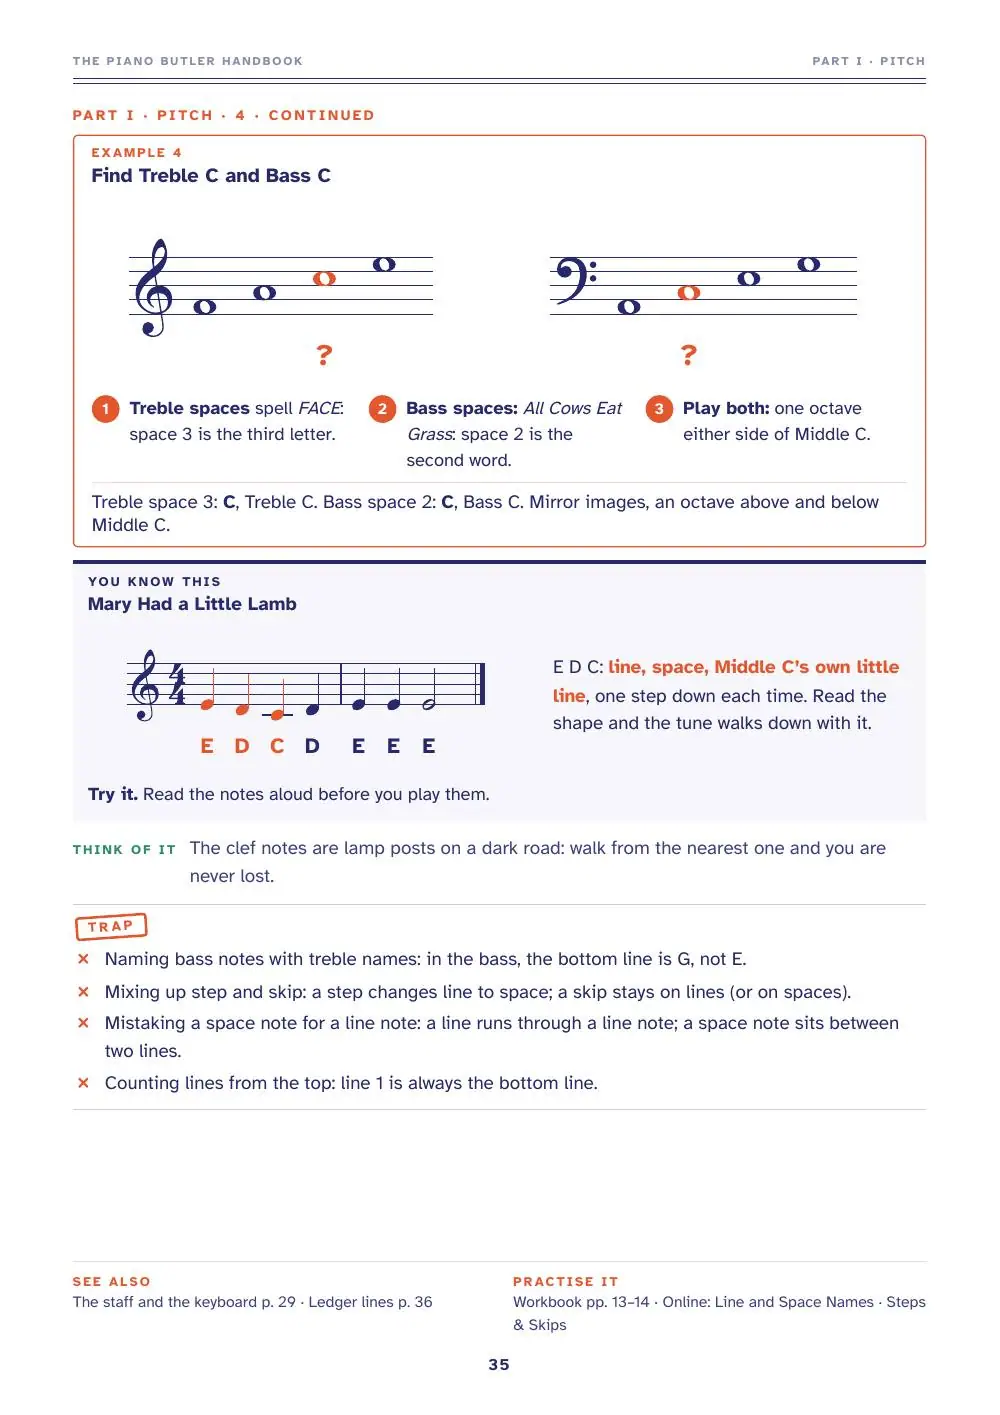 THE PIANO BUTLER HANDBOOK
PART I · PITCH
PART I · PITCH · 4 · CONTINUED
EXAMPLE 4
Find Treble C and Bass C
? ?
1 Treble spaces spell FACE:
space 3 is the third letter.
2 Bass spaces: All Cows Eat
Grass: space 2 is the
second word.
3 Play both: one octave
either side of Middle C.
Treble space 3: C, Treble C. Bass space 2: C, Bass C. Mirror images, an octave above and below
Middle C.
YOU KNOW THIS
Mary Had a Little Lamb
4
4
E D C D E E E
E D C: line, space, Middle C’s own little
line, one step down each time. Read the
shape and the tune walks down with it.
Try it. Read the notes aloud before you play them.
THINK OF IT The clef notes are lamp posts on a dark road: walk from the nearest one and you are
never lost.
TRAP
× Naming bass notes with treble names: in the bass, the bottom line is G, not E.
× Mixing up step and skip: a step changes line to space; a skip stays on lines (or on spaces).
× Mistaking a space note for a line note: a line runs through a line note; a space note sits between
two lines.
× Counting lines from the top: line 1 is always the bottom line.
SEE ALSO
The staff and the keyboard p. 29 · Ledger lines p. 36
PRACTISE IT
Workbook pp. 13–14 · Online: Line and Space Names · Steps
& Skips
35